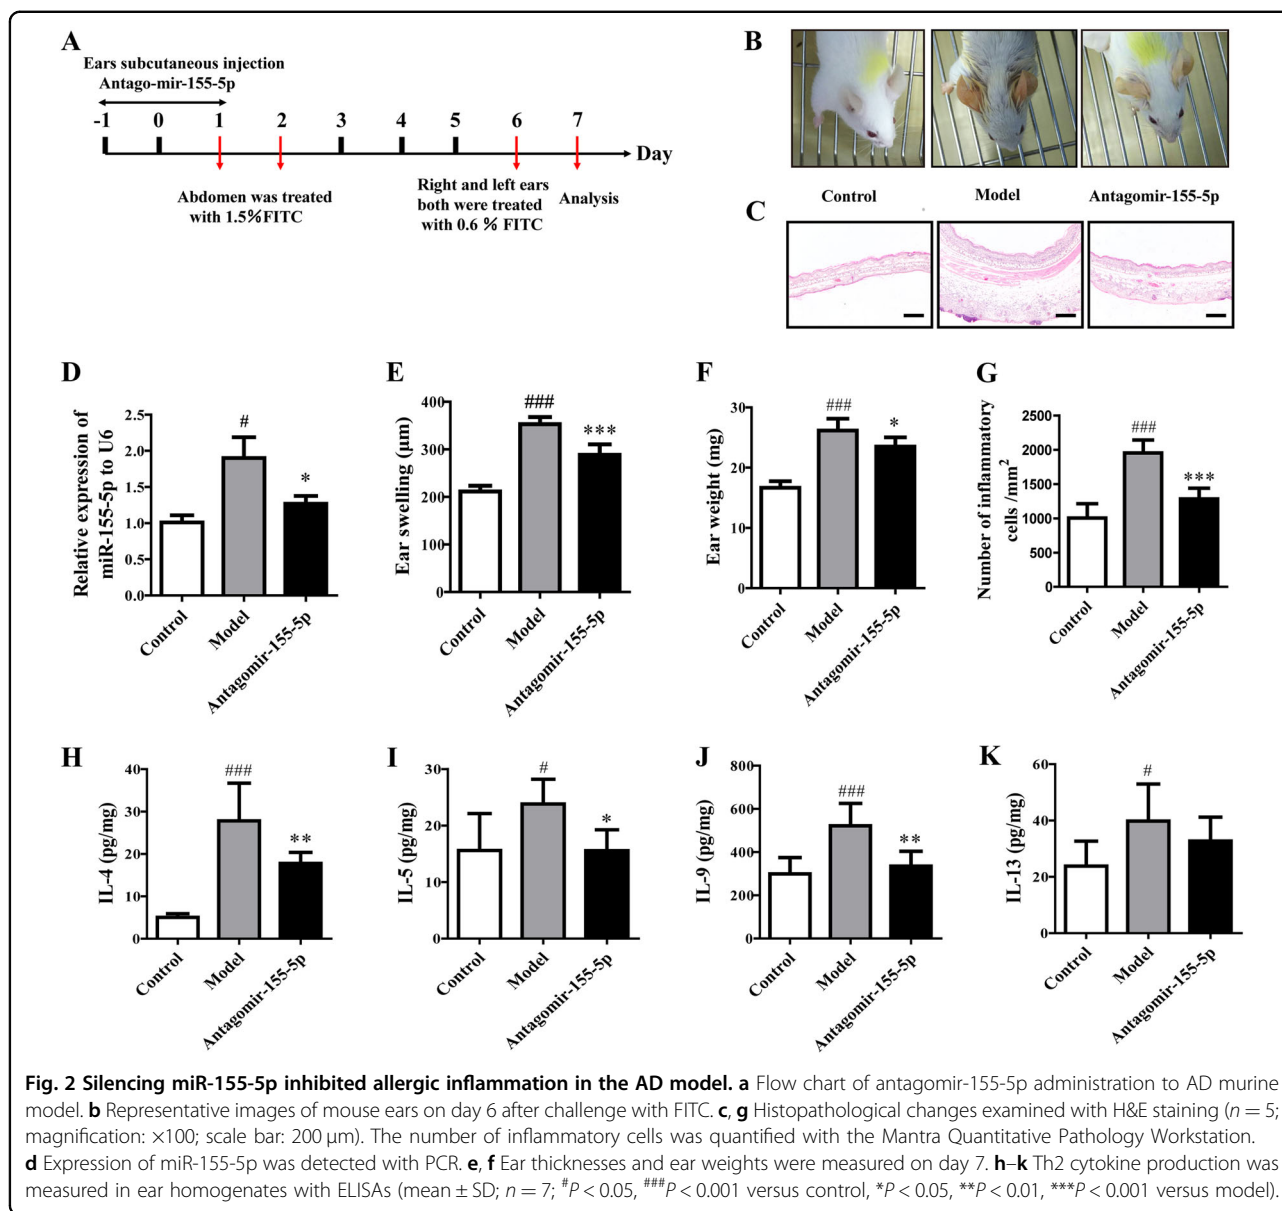 A
Ears subcutaneous injection
Antago-mir-155-5p
-1 0 1 2 3 4 5 6 7
Day
Abdomen was treated
with 1.5%FITC
Right and left ears
both were treated
with 0.6 % FITC
Analysis
B
Control Model Antagomir-155-5p
C
D
Relative expression of
miR-155-5p to U6
2.5
2.0
1.5
1.0
0.5
0.0
#
*
Control
Model
Antagomir-155-5p
E
Ear swelling (μm)
400
300
200
100
0
###
***
Control
Model
Antagomir-155-5p
F
Ear weight (mg)
30
20
10
0
###
*
Control
Model
Antagomir-155-5p
G
Number of inflammatory
cells /mm2
2500
2000
1500
1000
500
0
###
***
Control
Model
Antagomir-155-5p
H
IL-4 (pg/mg)
40
30
20
10
0
###
**
Control
Model
Antagomir-155-5p
I
IL-5 (pg/mg)
30
20
10
0
#
*
Control
Model
Antagomir-155-5p
J
IL-9 (pg/mg)
800
600
400
200
0
###
**
Control
Model
Antagomir-155-5p
K
IL-13 (pg/mg)
60
40
20
0
#
Control
Model
Antagomir-155-5p
Fig. 2 Silencing miR-155-5p inhibited allergic inflammation in the AD model. a Flow chart of antagomir-155-5p administration to AD murine
model. b Representative images of mouse ears on day 6 after challenge with FITC. c, g Histopathological changes examined with H&E staining (n = 5;
magnification: ×100; scale bar: 200 μm). The number of inflammatory cells was quantified with the Mantra Quantitative Pathology Workstation.
d Expression of miR-155-5p was detected with PCR. e, f Ear thicknesses and ear weights were measured on day 7. h–k Th2 cytokine production was
measured in ear homogenates with ELISAs (mean ± SD; n = 7; #P < 0.05, ###P < 0.001 versus control, *P < 0.05, **P < 0.01, ***P < 0.001 versus model).